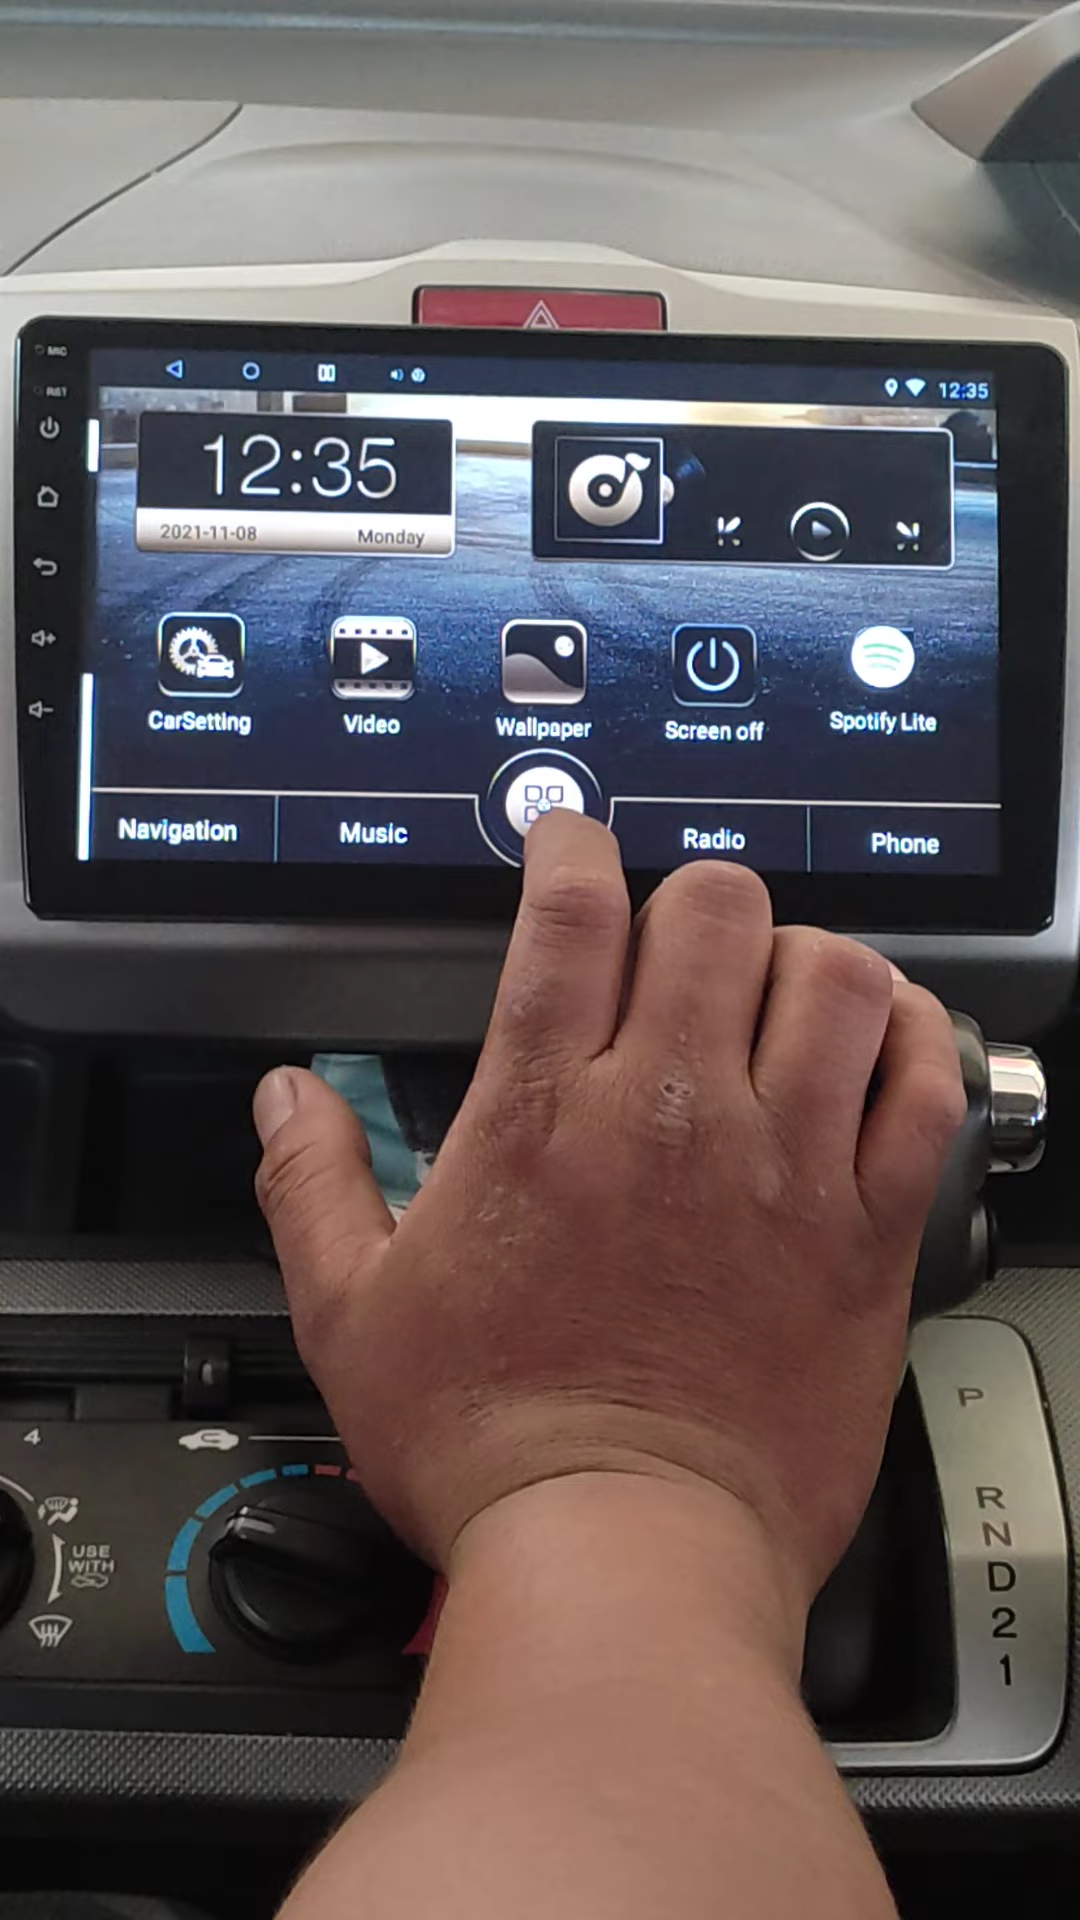 MIC
RST
12:35
12:35
2021-11-08
Monday
CarSetting
Video
Wallpaper
Screen off
Spotify Lite
Navigation
Music
Radio
Phone
4
USE
WITH
P
R
N
D
2
1